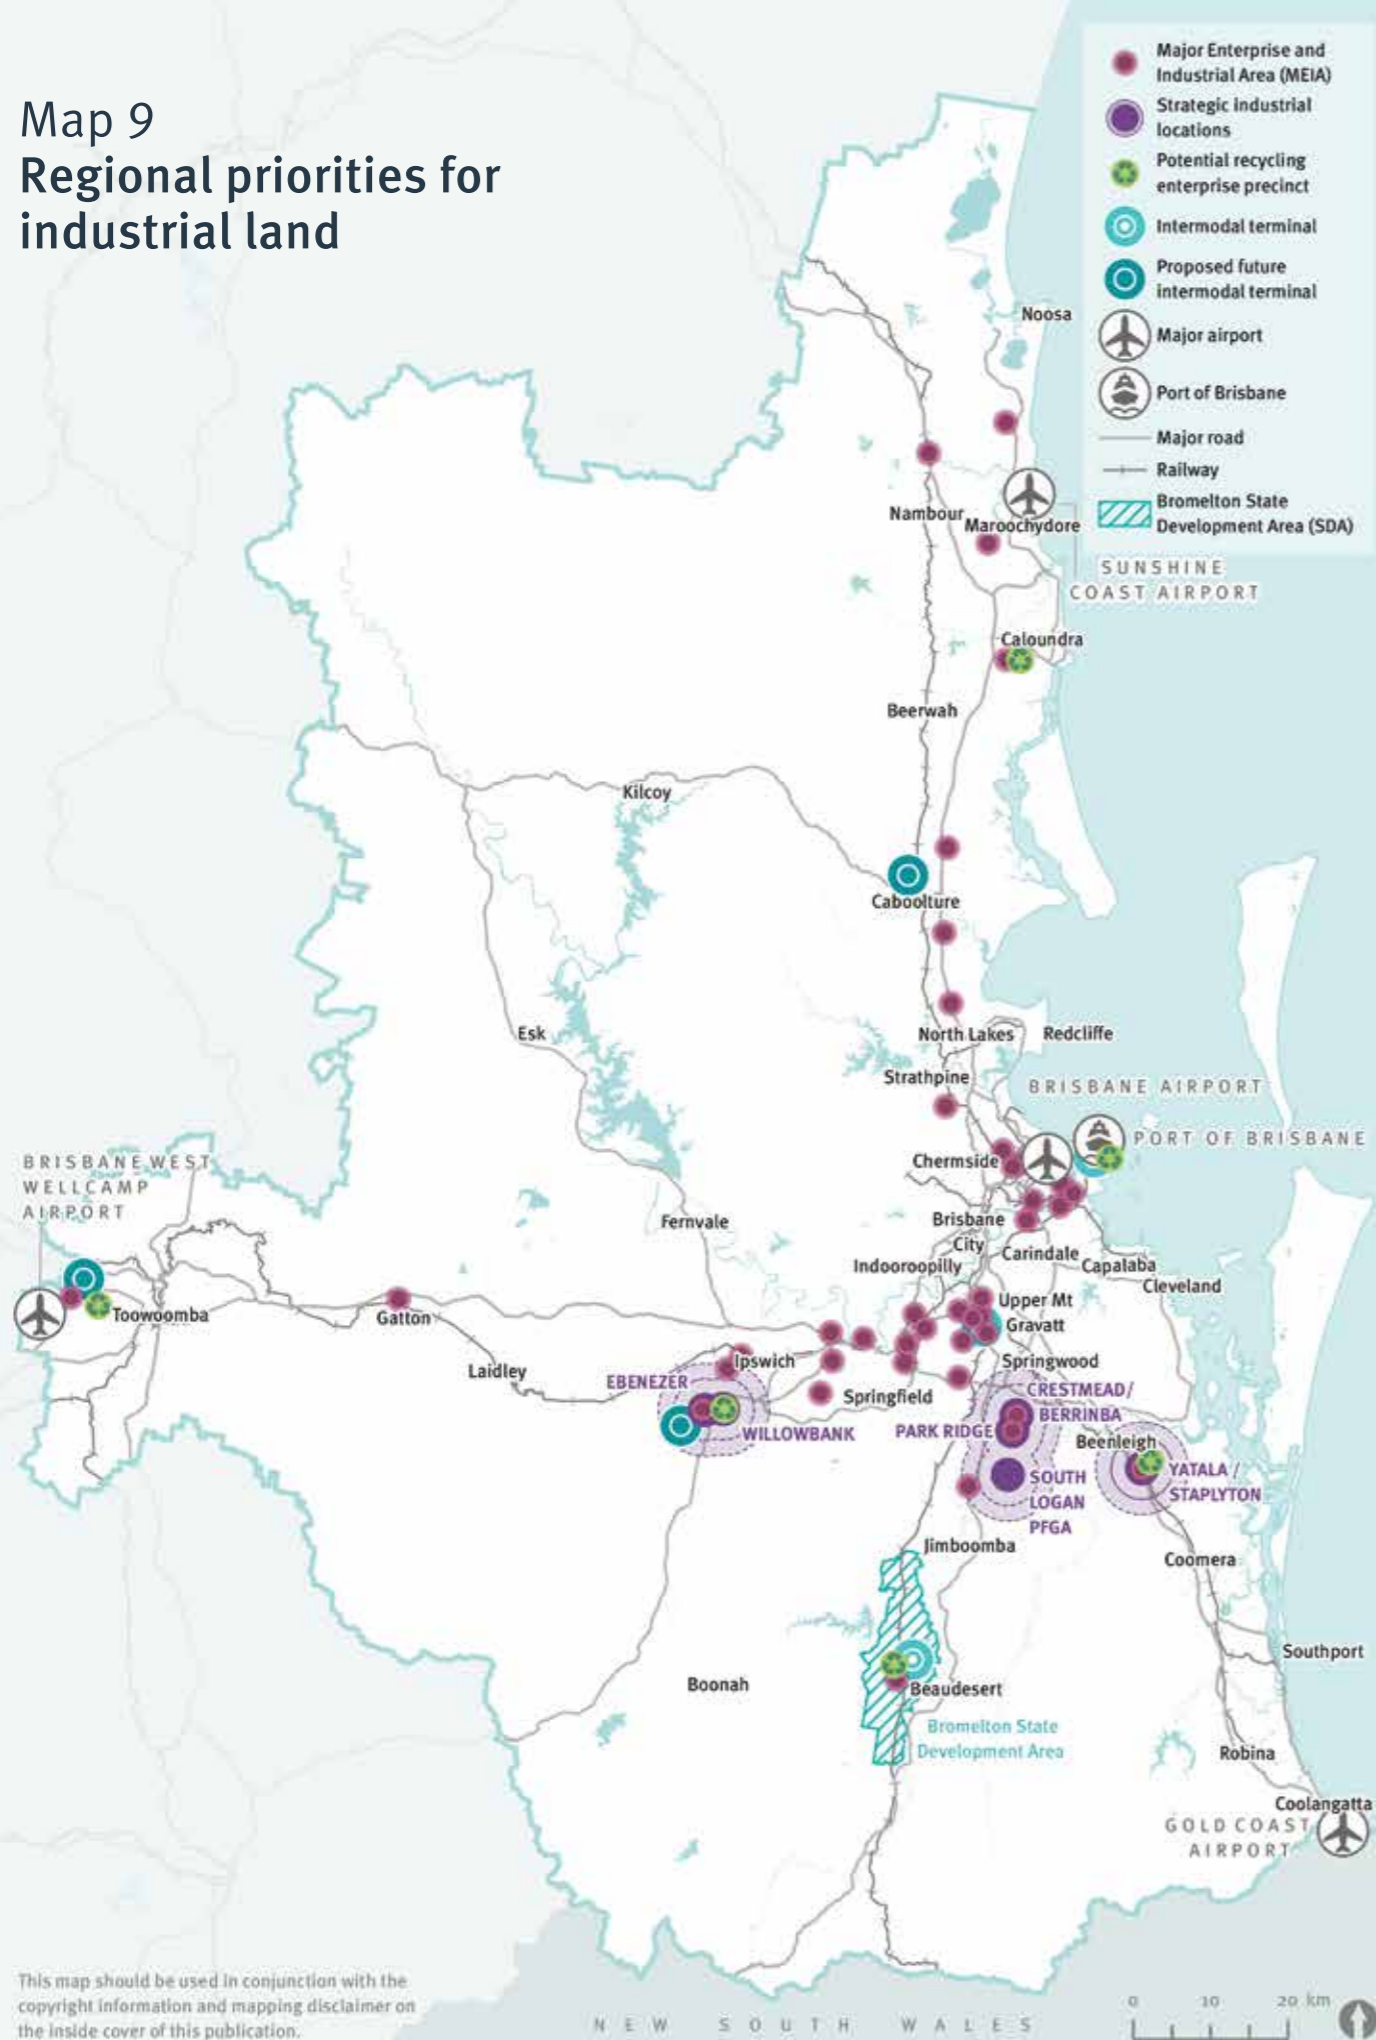 Map 9
Regional priorities for
industrial land
Major Enterprise and
Industrial Area (MEIA)
Strategic industrial
locations
Potential recycling
enterprise precinct
Intermodal terminal
Proposed future
intermodal terminal
Major airport
Port of Brisbane
Major road
Railway
Bromelton State
Development Area (SDA)
Noosa
Nambour
Maroochydore
SUNSHINE
COAST AIRPORT
Caloundra
Beerwah
Kilcoy
Caboolture
Esk
North Lakes
Redcliffe
Strathpine
BRISBANE AIRPORT
PORT OF BRISBANE
Chermside
BRISBANE WEST
WELLCAMP
AIRPORT
Fernvale
Brisbane
City
Carindale
Capalaba
Indooroopilly
Cleveland
Toowoomba
Gatton
Upper Mt
Gravatt
Laidley
Ipswich
Springwood
EBENEZER
Springfield
CRESTMEAD/
BERRINBA
WILLOWBANK
PARK RIDGE
Beenleigh
YATALA /
STAPLYTON
SOUTH
LOGAN
PFGA
Jimboomba
Coomera
Southport
Boonah
Beaudesert
Bromelton State
Development Area
Robina
Coolangatta
GOLD COAST
AIRPORT
This map should be used in conjunction with the
copyright information and mapping disclaimer on
the inside cover of this publication.
NEW SOUTH WALES
0 10 20 km